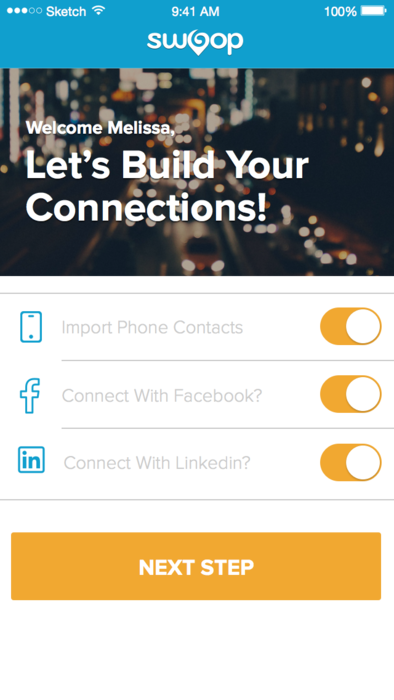 Sketch 9:41 AM 100%
swoop
Welcome Melissa,
Let's Build Your
Connections!
Import Phone Contacts
Connect With Facebook?
in Connect With Linkedin?
NEXT STEP